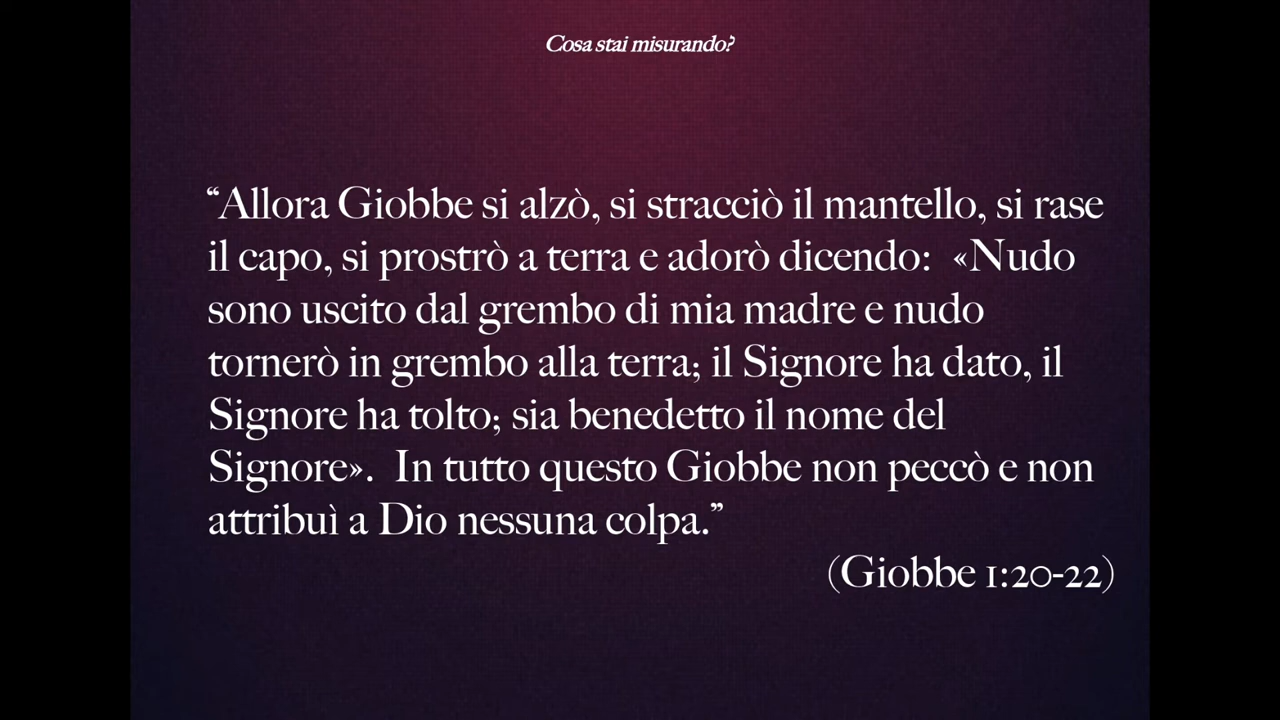 Cosa stai misurando?
“Allora Giobbe si alzò, si stracciò il mantello, si rase
il capo, si prostrò a terra e adorò dicendo:  «Nudo
sono uscito dal grembo di mia madre e nudo
tornerò in grembo alla terra; il Signore ha dato, il
Signore ha tolto; sia benedetto il nome del
Signore».  In tutto questo Giobbe non peccò e non
attribuì a Dio nessuna colpa.”
(Giobbe 1:20-22)